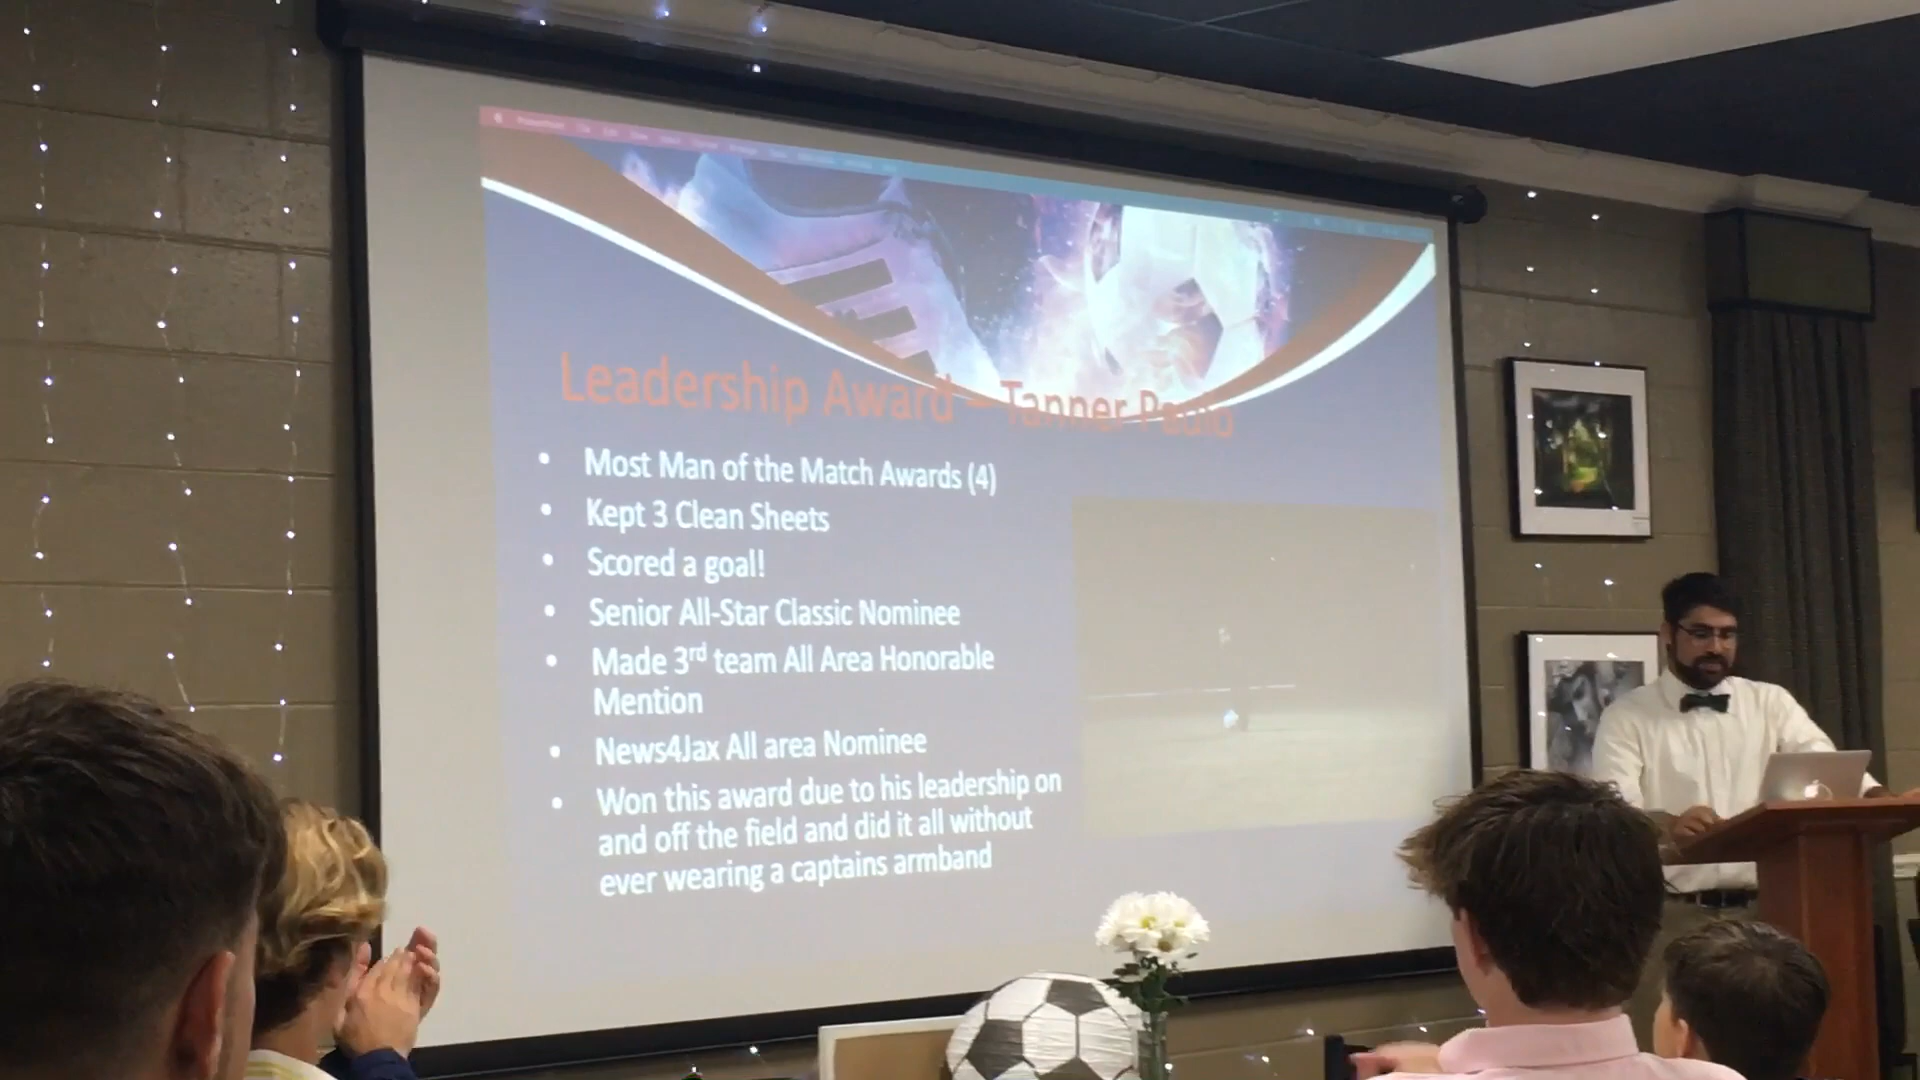 Leadership Award – Tanner Paulo
• Most Man of the Match Awards (4)
• Kept 3 Clean Sheets
• Scored a goal!
• Senior All-Star Classic Nominee
• Made 3rd team All Area Honorable
Mention
• News4Jax All area Nominee
• Won this award due to his leadership on
and off the field and did it all without
ever wearing a captains armband